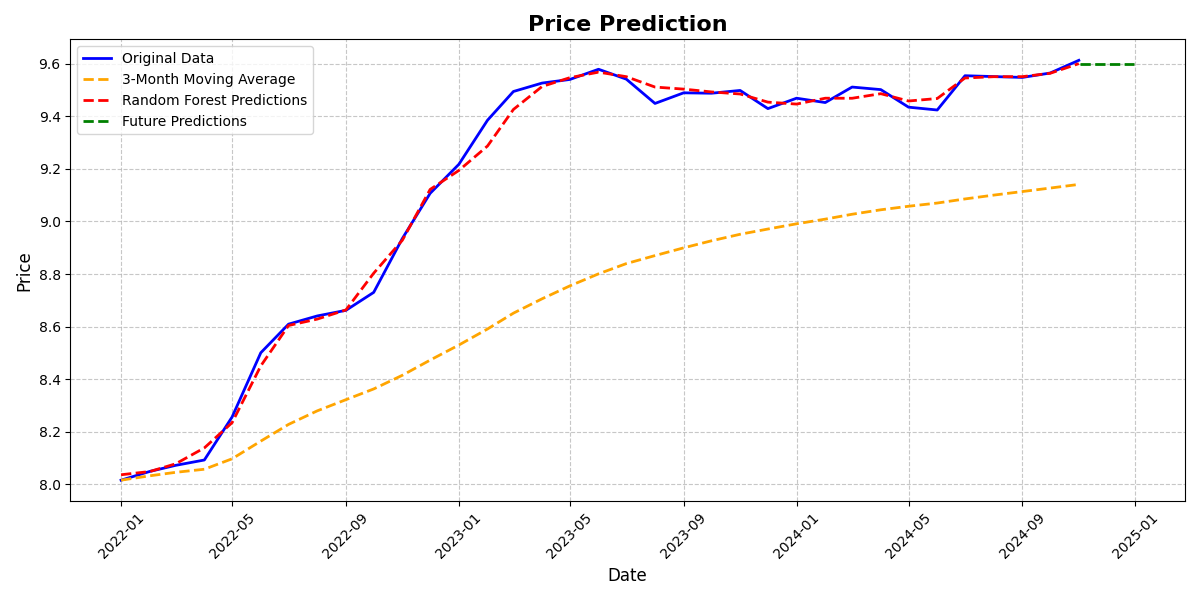 Price Prediction
Original Data
3-Month Moving Average
Random Forest Predictions
Future Predictions
Price
9.6
9.4
9.2
9.0
8.8
8.6
8.4
8.2
8.0
2022-01
2022-05
2022-09
2023-01
2023-05
2023-09
2024-01
2024-05
2024-09
2025-01
Date